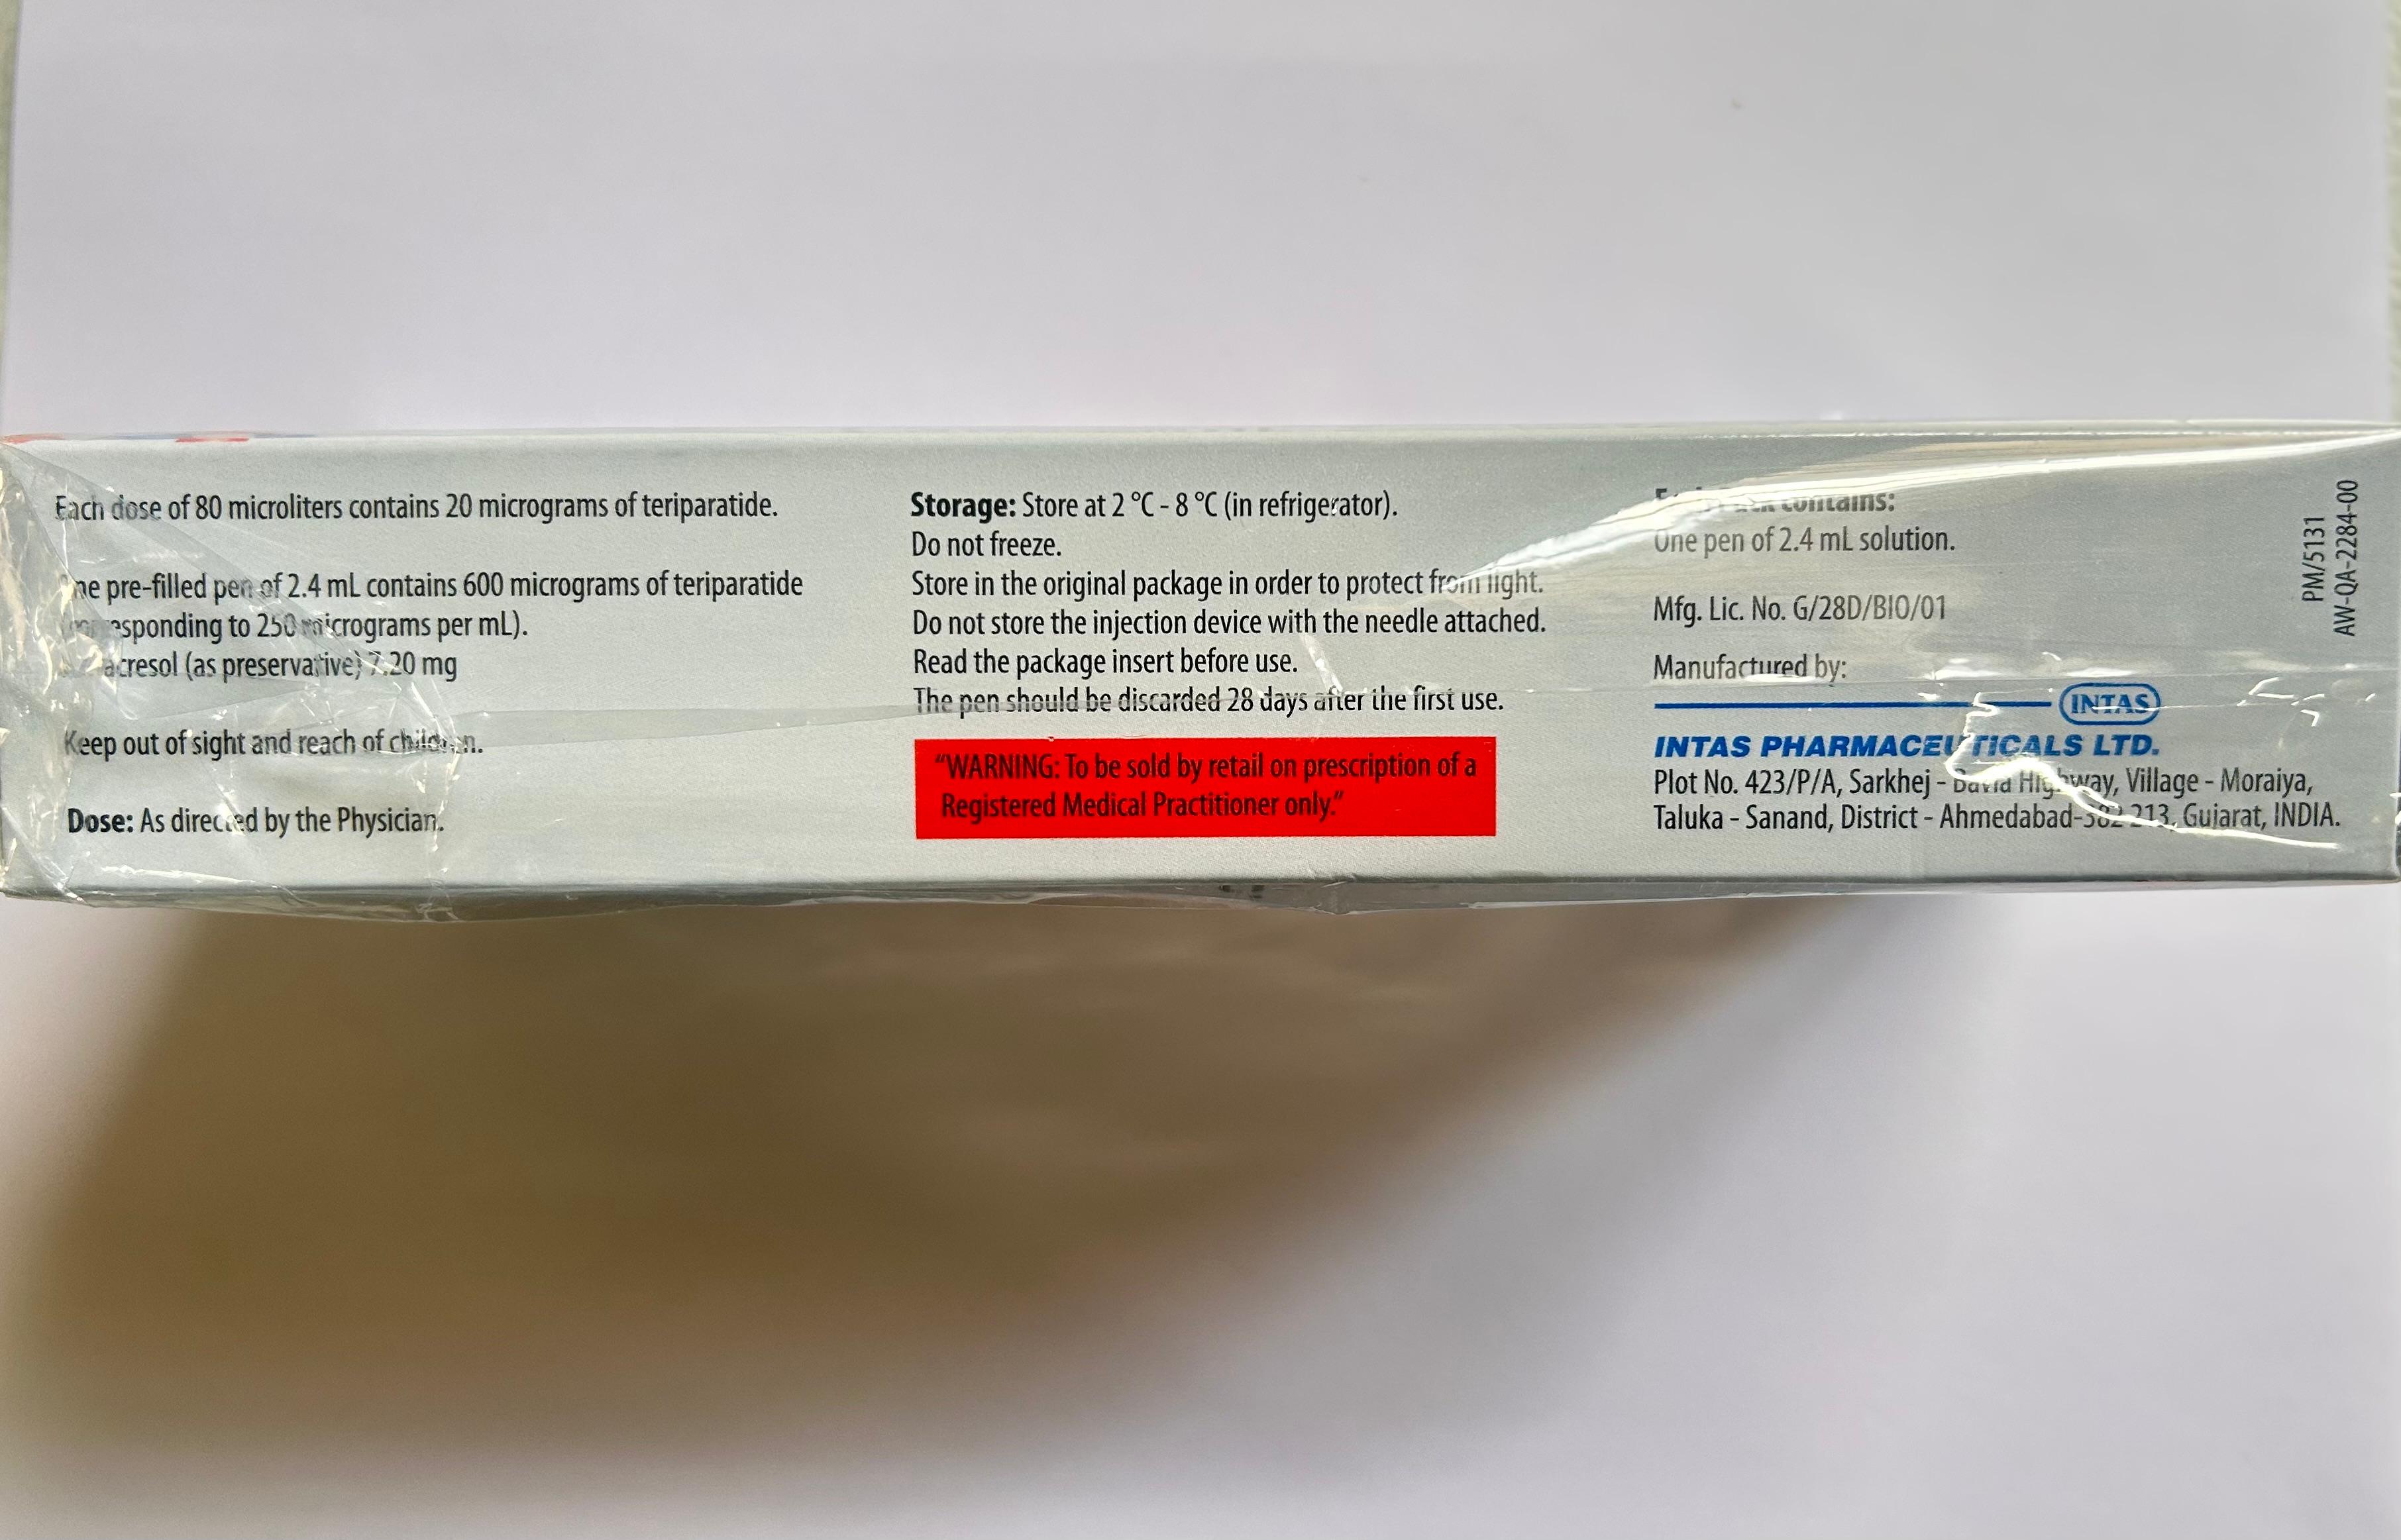 Each dose of 80 microliters contains 20 micrograms of teriparatide.
pre-filled pen of 2.4 mL contains 600 micrograms of teriparatide
to 250 micrograms per mL).
(as preservative) 7.20 mg
Keep out of sight and reach of children.
Dose: As directed by the Physician.
Storage: Store at 2 °C - 8 °C (in refrigerator).
Do not freeze.
Store in the original package in order to protect from light.
Do not store the injection device with the needle attached.
Read the package insert before use.
The pen should be discarded 28 days after the first use.
"WARNING: To be sold by retail on prescription of a
Registered Medical Practitioner only."
contains:
One pen of 2.4 mL solution.
Mfg. Lic. No. G/28D/BIO/01
Manufactured by:
INTAS
INTAS PHARMACEUTICALS LTD.
Plot No. 423/P/A, Sarkhej - Bavla Highway, Village - Moraiya,
Taluka - Sanand, District - Ahmedabad-382 213, Gujarat, INDIA.
PM/5131
AW-QA-2284-00